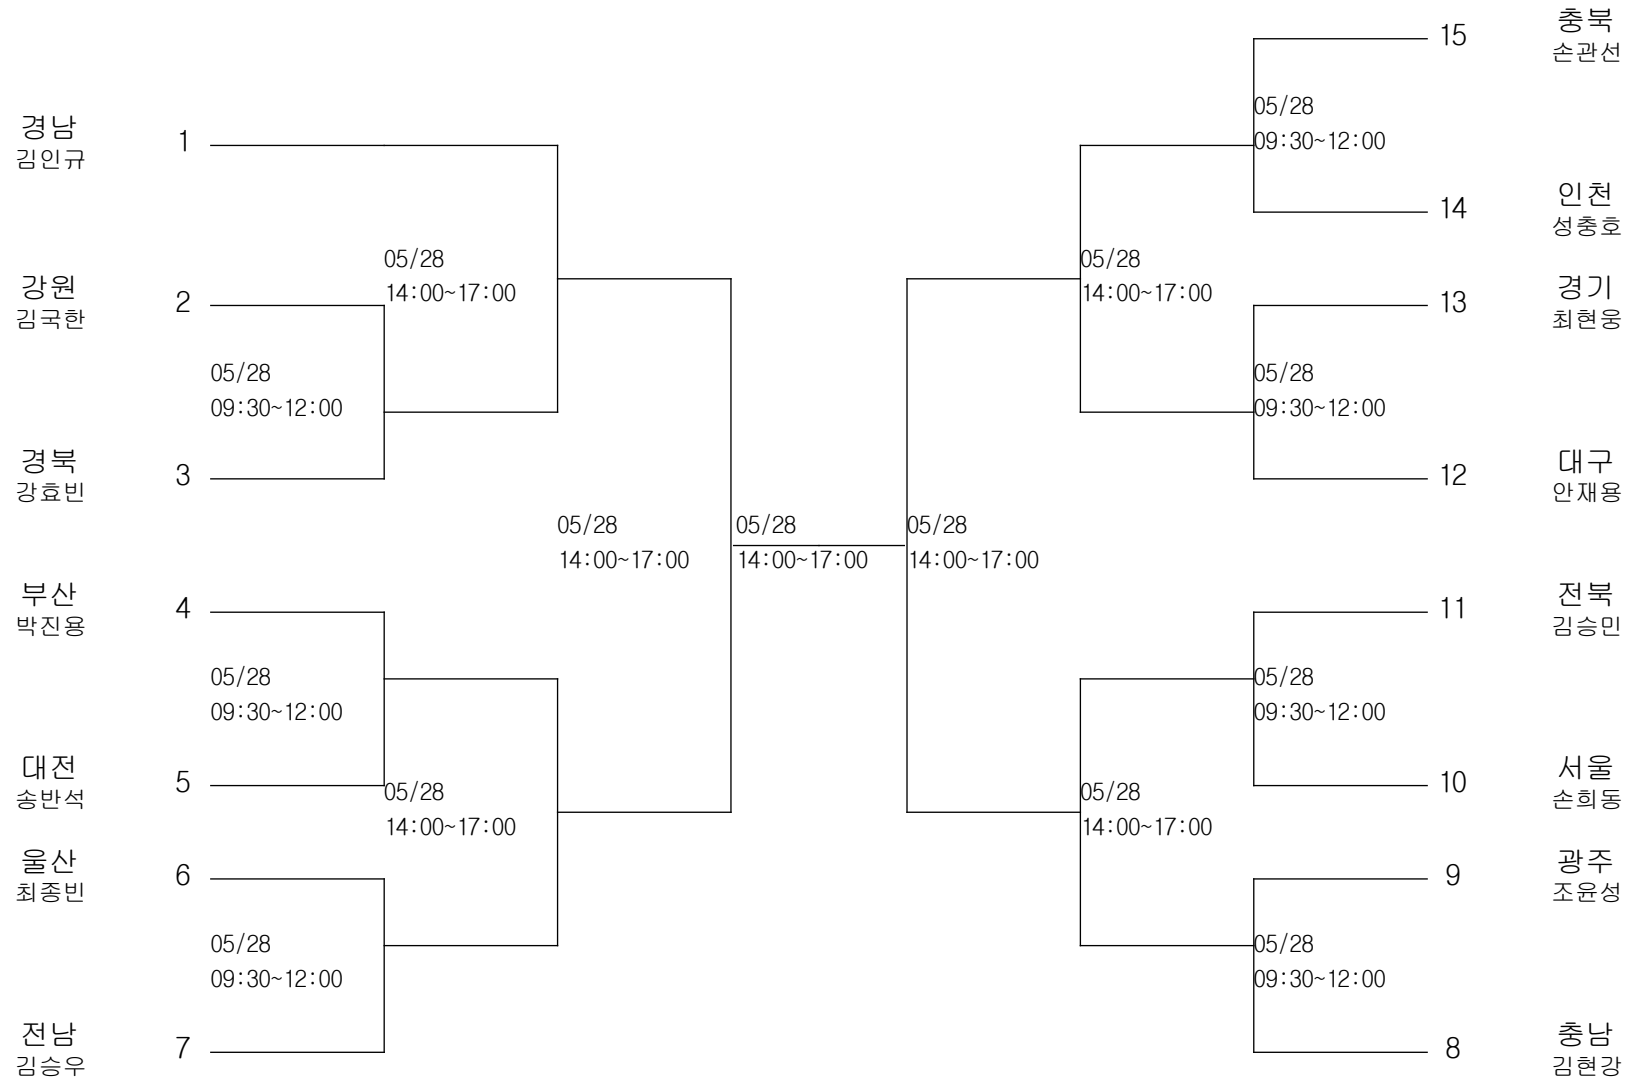 경남
김인규
1
강원
김국한
2
05/28
14:00~17:00
05/28
09:30~12:00
경북
강효빈
3
05/28
14:00~17:00
부산
박진용
4
05/28
09:30~12:00
대전
송반석
5
05/28
14:00~17:00
울산
최종빈
6
05/28
09:30~12:00
전남
김승우
7
05/28
14:00~17:00
15
충북
손관선
05/28
09:30~12:00
14
인천
성충호
05/28
14:00~17:00
13
경기
최현웅
05/28
09:30~12:00
12
대구
안재용
05/28
14:00~17:00
11
전북
김승민
05/28
09:30~12:00
10
서울
손희동
05/28
14:00~17:00
9
광주
조윤성
05/28
09:30~12:00
8
충남
김현강